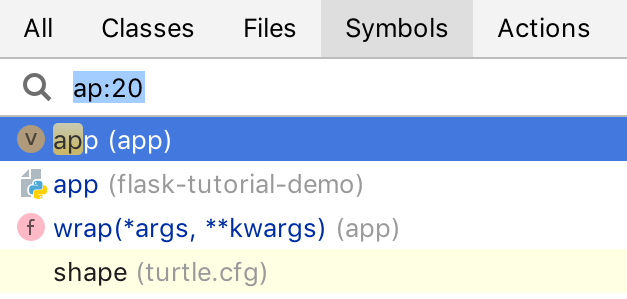 All Classes Files Symbols Actions
ap:20
V app (app)
app (flask-tutorial-demo)
f wrap(*args, **kwargs) (app)
shape (turtle.cfg)